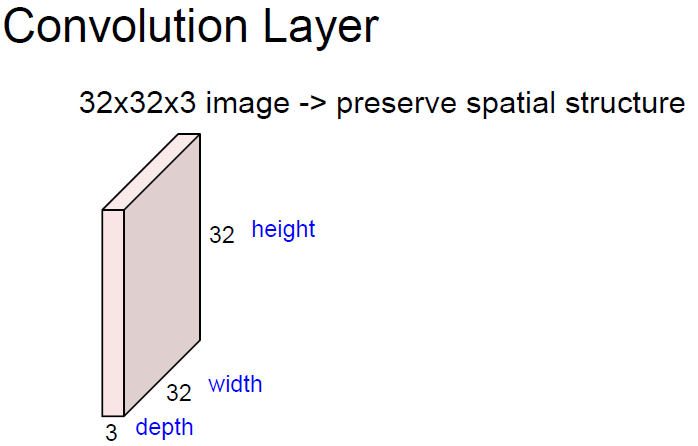 Convolution Layer
32x32x3 image -> preserve spatial structure
32 height
32 width
3 depth